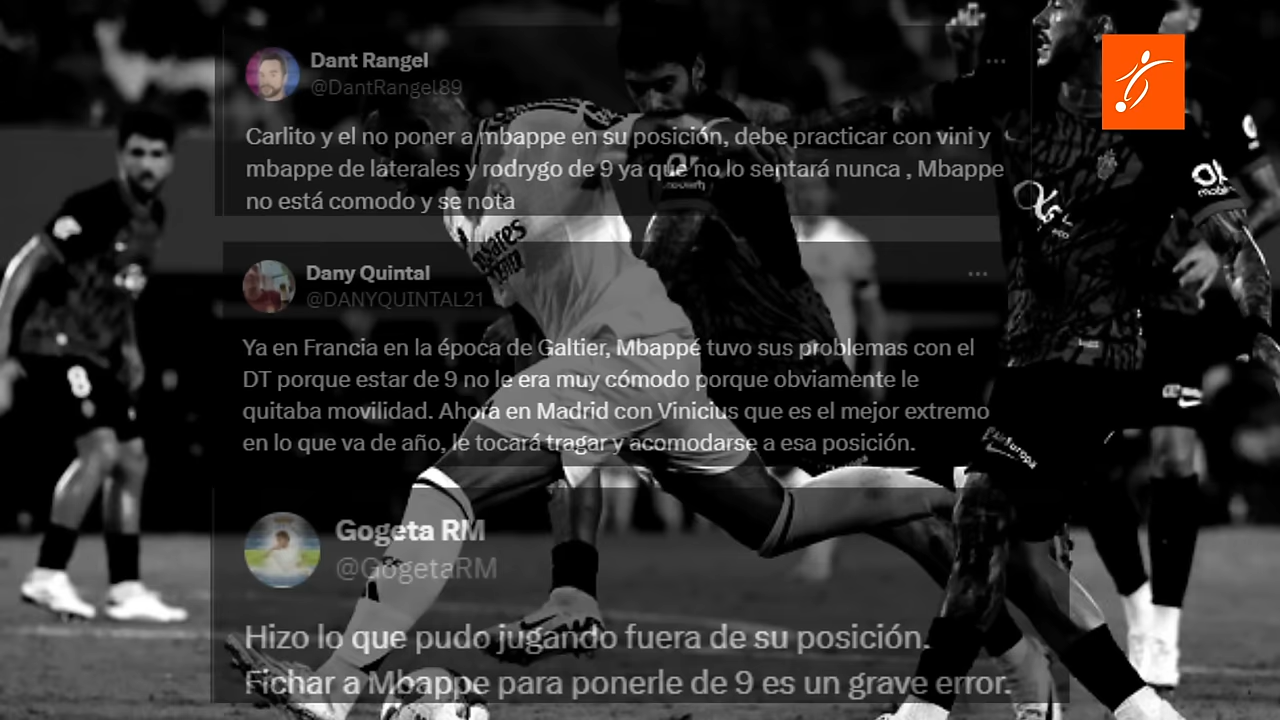 Dant Rangel
@DantRangel89
Carlito y el no poner a mbappe en su posición, debe practicar con vini y
mbappe de laterales y rodrygo de 9 ya que no lo sentará nunca , Mbappe
no está comodo y se nota
Dany Quintal
@DANYQUINTAL21
Ya en Francia en la época de Galtier, Mbappé tuvo sus problemas con el
DT porque estar de 9 no le era muy cómodo porque obviamente le
quitaba movilidad. Ahora en Madrid con Vinicius que es el mejor extremo
en lo que va de año, le tocará tragar y acomodarse a esa posición.
Gogeta RM
@GogetaRM
Hizo lo que pudo jugando fuera de su posición.
Fichar a Mbappe para ponerle de 9 es un grave error.
8